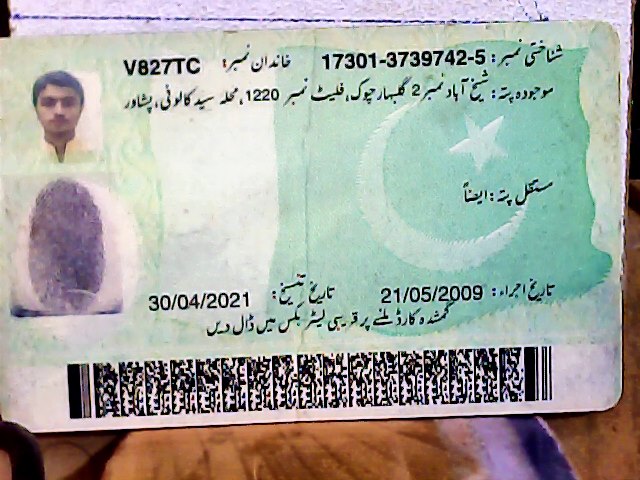 شناختی نمبر: 17301-3739742-5 خاندان نمبر: V827TC
موجودہ پتہ: شیخ آباد نمبر 2 گلبہار چوک، فلیٹ نمبر 1220، محلہ سید کالونی، پشاور
مستقل پتہ: ایضاً
تاریخ اجراء: 21/05/2009 تاریخ تنسیخ: 30/04/2021
گمشدہ کارڈ ملنے پر قریبی لیٹر بکس میں ڈال دیں